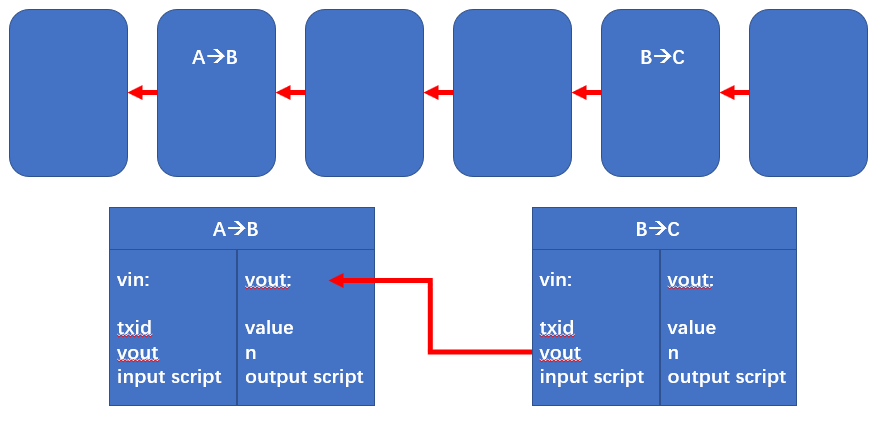 A→B
B→C
A→B
vin:
vout:
txid
vout
input script
value
n
output script
B→C
vin:
vout:
txid
vout
input script
value
n
output script